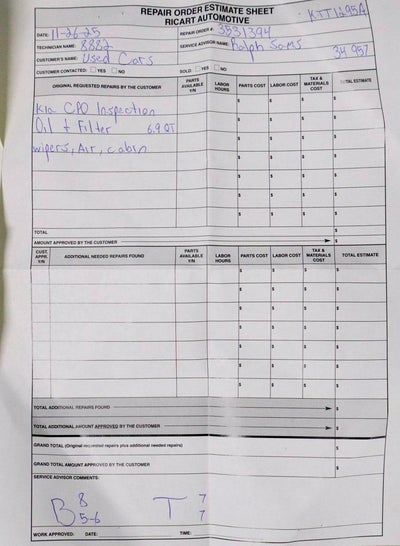 REPAIR ORDER ESTIMATE SHEET
RICART AUTOMOTIVE
KTT1295A
DATE: 11-26-25 REPAIR ORDER #: 3531394
TECHNICIAN NAME: 8882 SERVICE ADVISOR NAME: Ralph Sams
CUSTOMER'S NAME: Used Cars 34 957
CUSTOMER CONTACTED: YES NO SOLD: YES NO
ORIGINAL REQUESTED REPAIRS BY THE CUSTOMER PARTS AVAILABLE Y/N LABOR HOURS PARTS COST LABOR COST TAX & MATERIALS COST TOTAL ESTIMATE
Kia CPO Inspection $ $ $ $
Oil + Filter 6.9 QT $ $ $ $
wipers, Air, cabin $ $ $ $
$ $ $ $
$ $ $ $
$ $ $ $
$ $ $ $
TOTAL $
AMOUNT APPROVED BY THE CUSTOMER $
CUST. APPR. Y/N ADDITIONAL NEEDED REPAIRS FOUND PARTS AVAILABLE Y/N LABOR HOURS PARTS COST LABOR COST TAX & MATERIALS COST TOTAL ESTIMATE
$ $ $ $
$ $ $ $
$ $ $ $
$ $ $ $
$ $ $ $
$ $ $ $
$ $ $ $
TOTAL ADDITIONAL REPAIRS FOUND $
TOTAL ADDITIONAL AMOUNT APPROVED BY THE CUSTOMER $
GRAND TOTAL (Original requested repairs plus additional needed repairs) $
GRAND TOTAL AMOUNT APPROVED BY THE CUSTOMER $
SERVICE ADVISOR COMMENTS: $
B 8 T 7
5-6 7
WORK APPROVED: DATE: TIME: